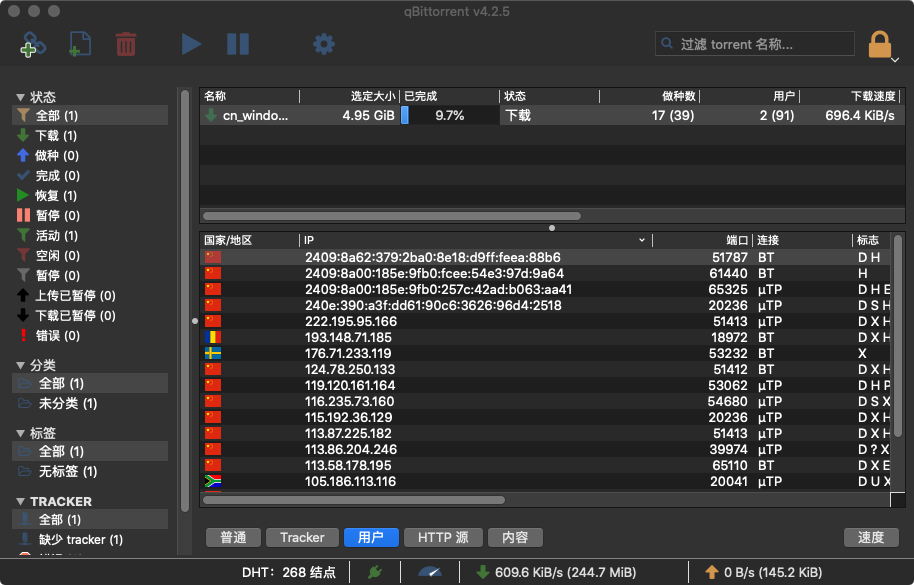 qBittorrent v4.2.5
过滤 torrent 名称...
状态
全部 (1)
下载 (1)
做种 (0)
完成 (0)
恢复 (1)
暂停 (0)
活动 (1)
空闲 (0)
暂停 (0)
上传已暂停 (0)
下载已暂停 (0)
错误 (0)
分类
全部 (1)
未分类 (1)
标签
全部 (1)
无标签 (1)
TRACKER
全部 (1)
缺少 tracker (1)
名称 选定大小 已完成 状态 做种数 用户 下载速度
cn_windo... 4.95 GiB 9.7% 下载 17 (39) 2 (91) 696.4 KiB/s
国家/地区 IP 端口 连接 标志
2409:8a62:379:2ba0:8e18:d9ff:feea:88b6 51787 BT D H
2409:8a00:185e:9fb0:fcee:54e3:97d:9a64 61440 BT H
2409:8a00:185e:9fb0:257c:42ad:b063:aa41 65325 μTP D H E
240e:390:a3f:dd61:90c6:3626:96d4:2518 20236 μTP D S H
222.195.95.166 51413 μTP D X H
193.148.71.185 18972 BT D X H
176.71.233.119 53232 BT X
124.78.250.133 51412 BT D X H
119.120.161.164 53062 μTP D H P
116.235.73.160 54680 μTP D S X
115.192.36.129 20236 μTP D X H
113.87.225.182 51413 μTP D X H
113.86.204.246 39974 μTP D ? X
113.58.178.195 65110 BT D X E
105.186.113.116 20041 μTP D U X
普通 Tracker 用户 HTTP 源 内容 速度
DHT：268 结点 609.6 KiB/s (244.7 MiB) 0 B/s (145.2 KiB)